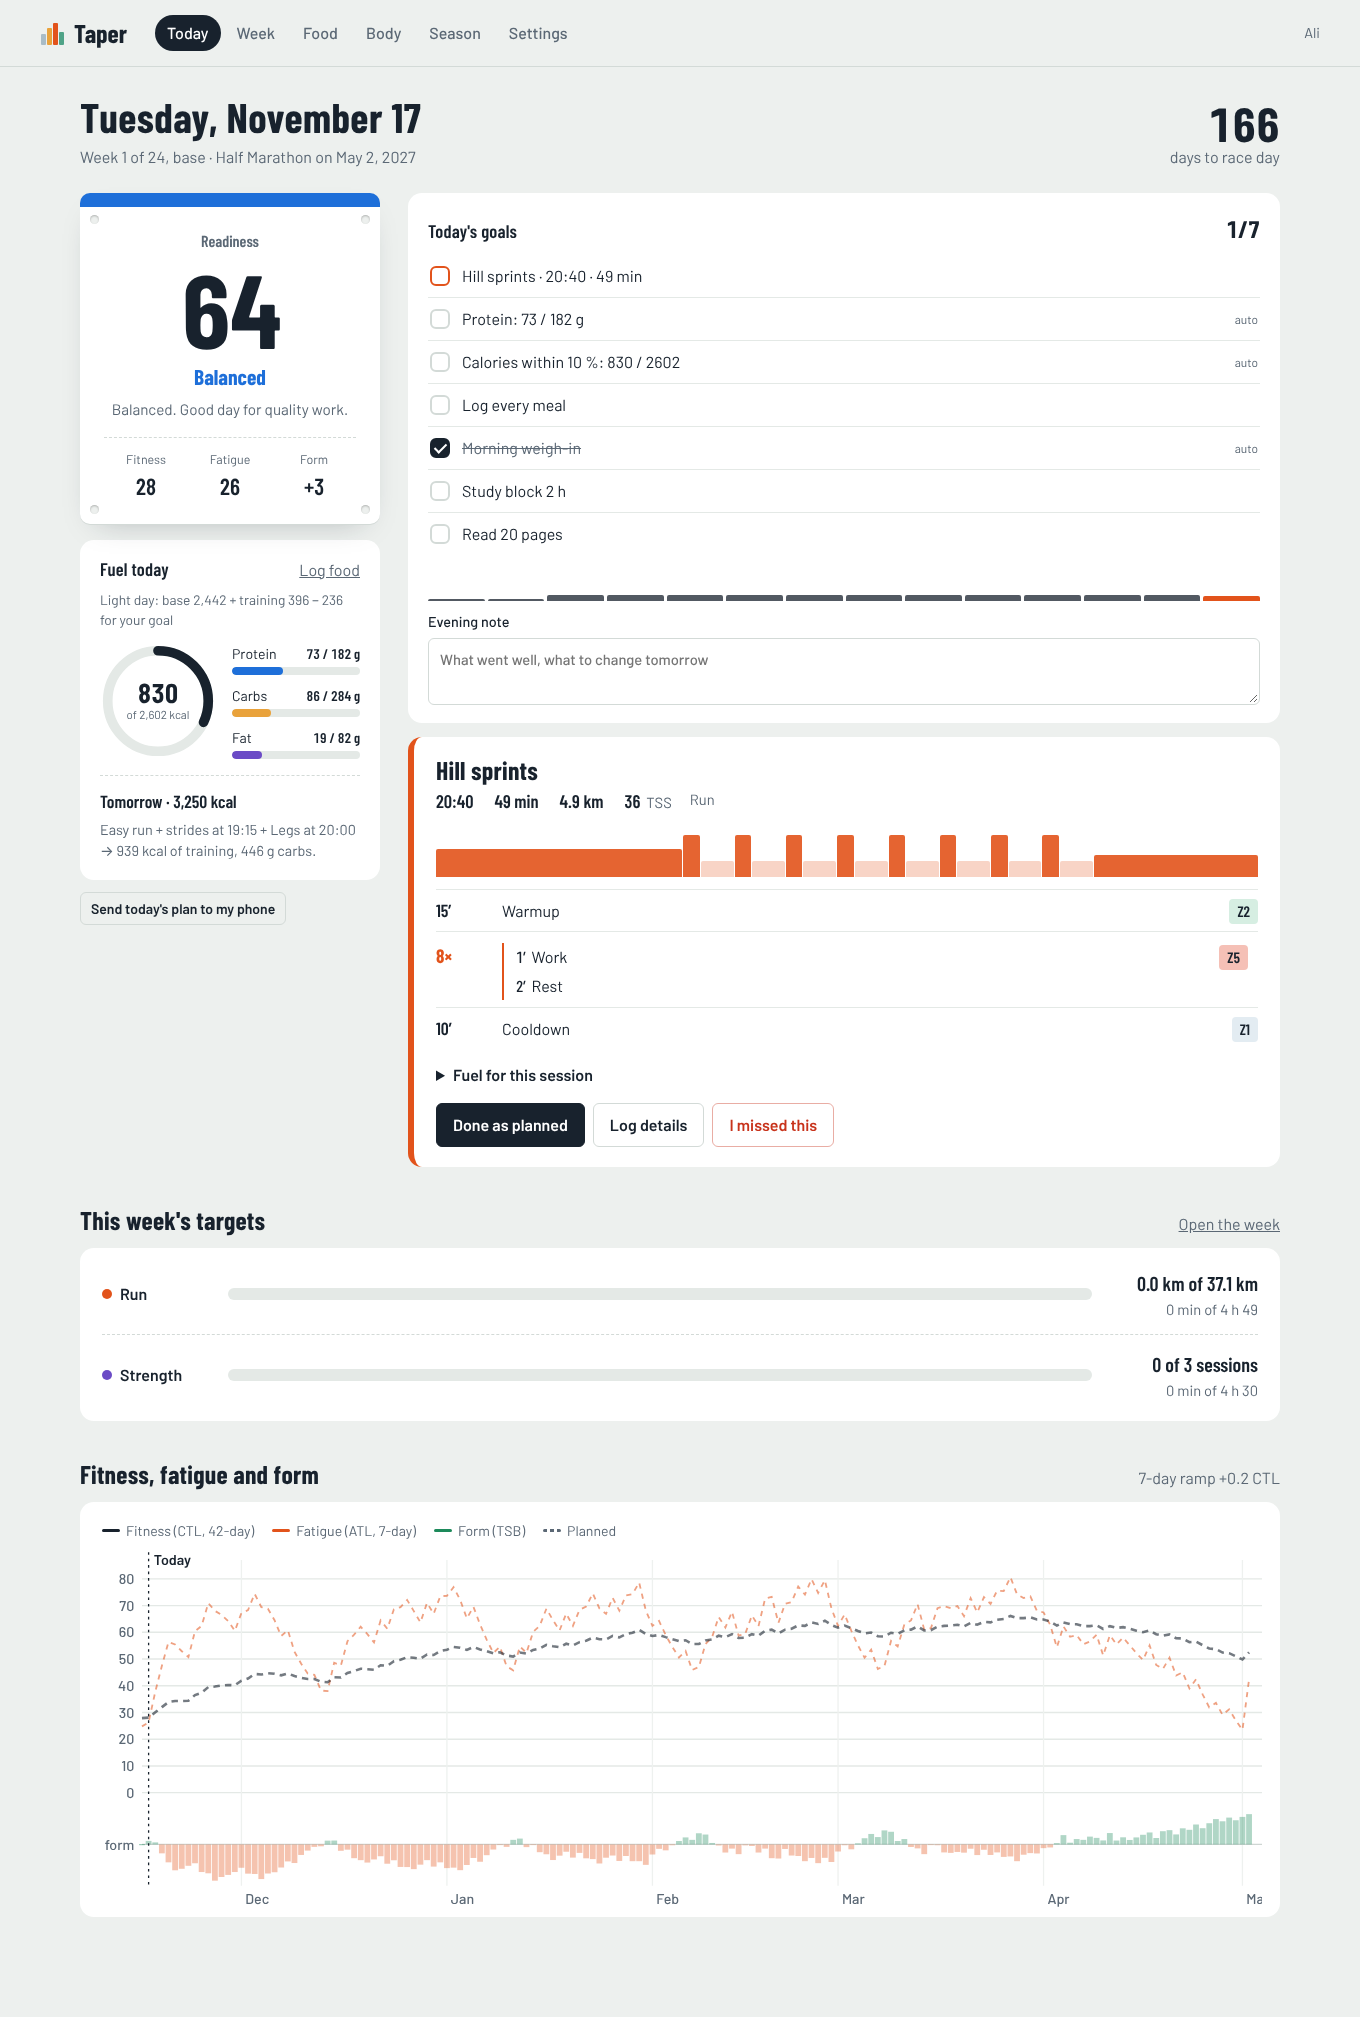 Taper
Today
Week
Food
Body
Season
Settings
Ali
Tuesday, November 17
Week 1 of 24, base · Half Marathon on May 2, 2027
166
days to race day
Readiness
64
Balanced
Balanced. Good day for quality work.
Fitness
Fatigue
Form
28
26
+3
Fuel today
Log food
Light day: base 2,442 + training 396 – 236
for your goal
830
of 2,602 kcal
Protein
73 / 182 g
Carbs
86 / 284 g
Fat
19 / 82 g
Tomorrow · 3,250 kcal
Easy run + strides at 19:15 + Legs at 20:00
→ 939 kcal of training, 446 g carbs.
Send today's plan to my phone
Today's goals
1/7
Hill sprints · 20:40 · 49 min
Protein: 73 / 182 g
auto
Calories within 10 %: 830 / 2602
auto
Log every meal
Morning weigh-in
auto
Study block 2 h
Read 20 pages
Evening note
What went well, what to change tomorrow
Hill sprints
20:40 49 min 4.9 km 36 TSS Run
15′
Warmup
Z2
8×
1′ Work
Z5
2′ Rest
10′
Cooldown
Z1
▶ Fuel for this session
Done as planned
Log details
I missed this
This week's targets
Open the week
Run
0.0 km of 37.1 km
0 min of 4 h 49
Strength
0 of 3 sessions
0 min of 4 h 30
Fitness, fatigue and form
7-day ramp +0.2 CTL
Fitness (CTL, 42-day)
Fatigue (ATL, 7-day)
Form (TSB)
Planned
Today
80
70
60
50
40
30
20
10
0
form
Dec
Jan
Feb
Mar
Apr
Ma